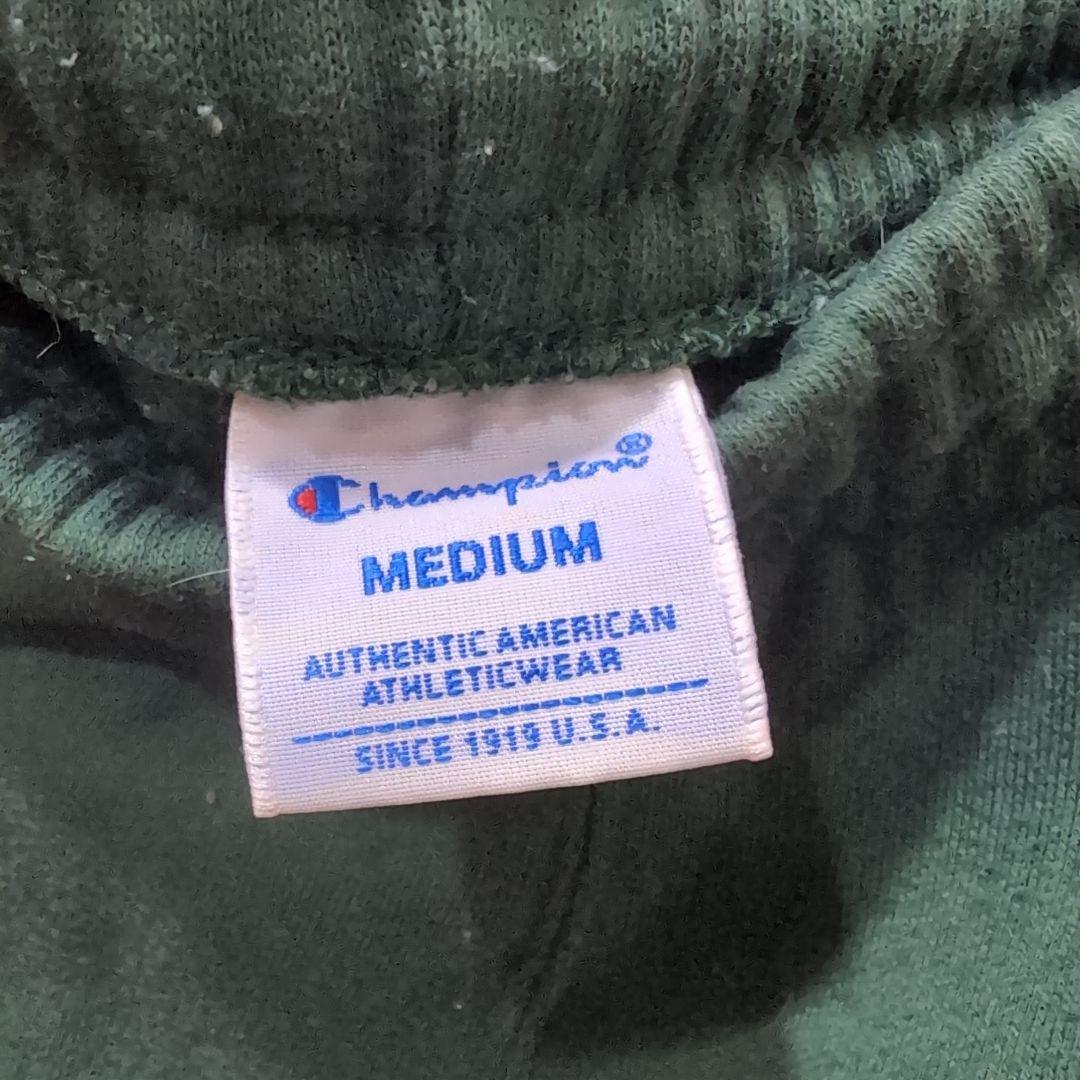 Champion®
MEDIUM
AUTHENTIC AMERICAN
ATHLETICWEAR
SINCE 1919 U.S.A.